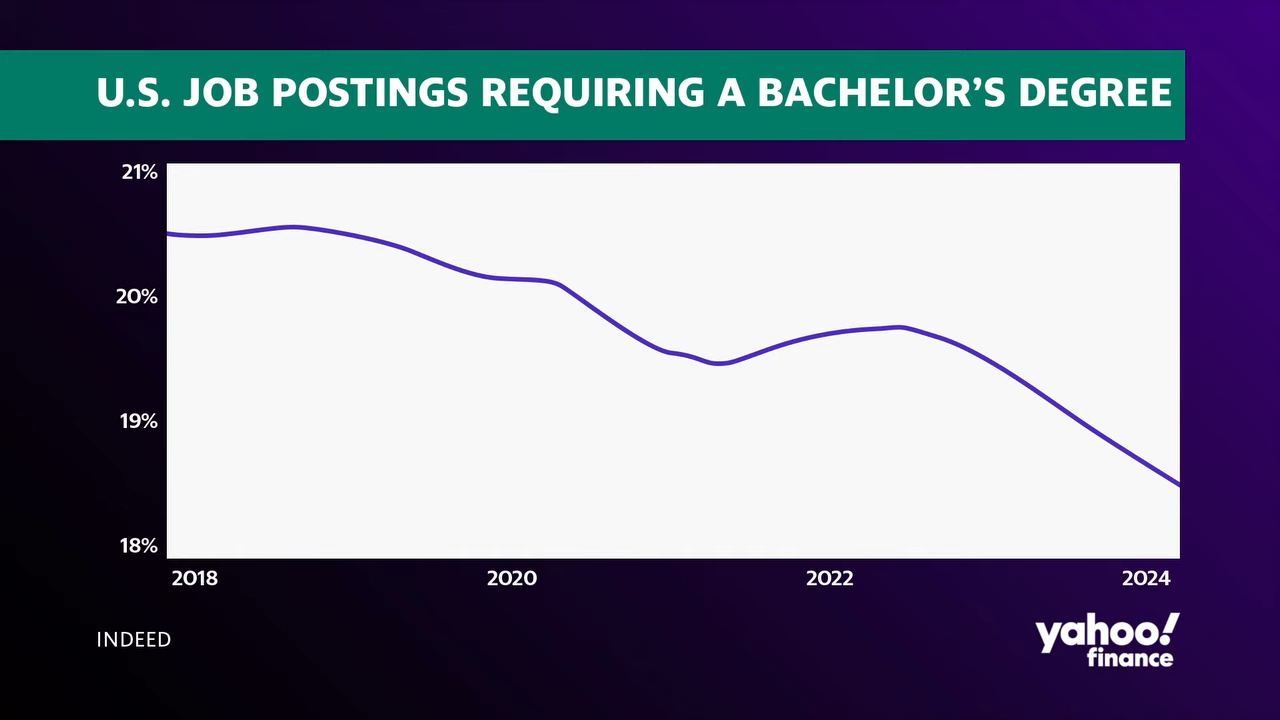 U.S. JOB POSTINGS REQUIRING A BACHELOR’S DEGREE
21%
20%
19%
18%
2018 2020 2022 2024
INDEED
yahoo!
finance